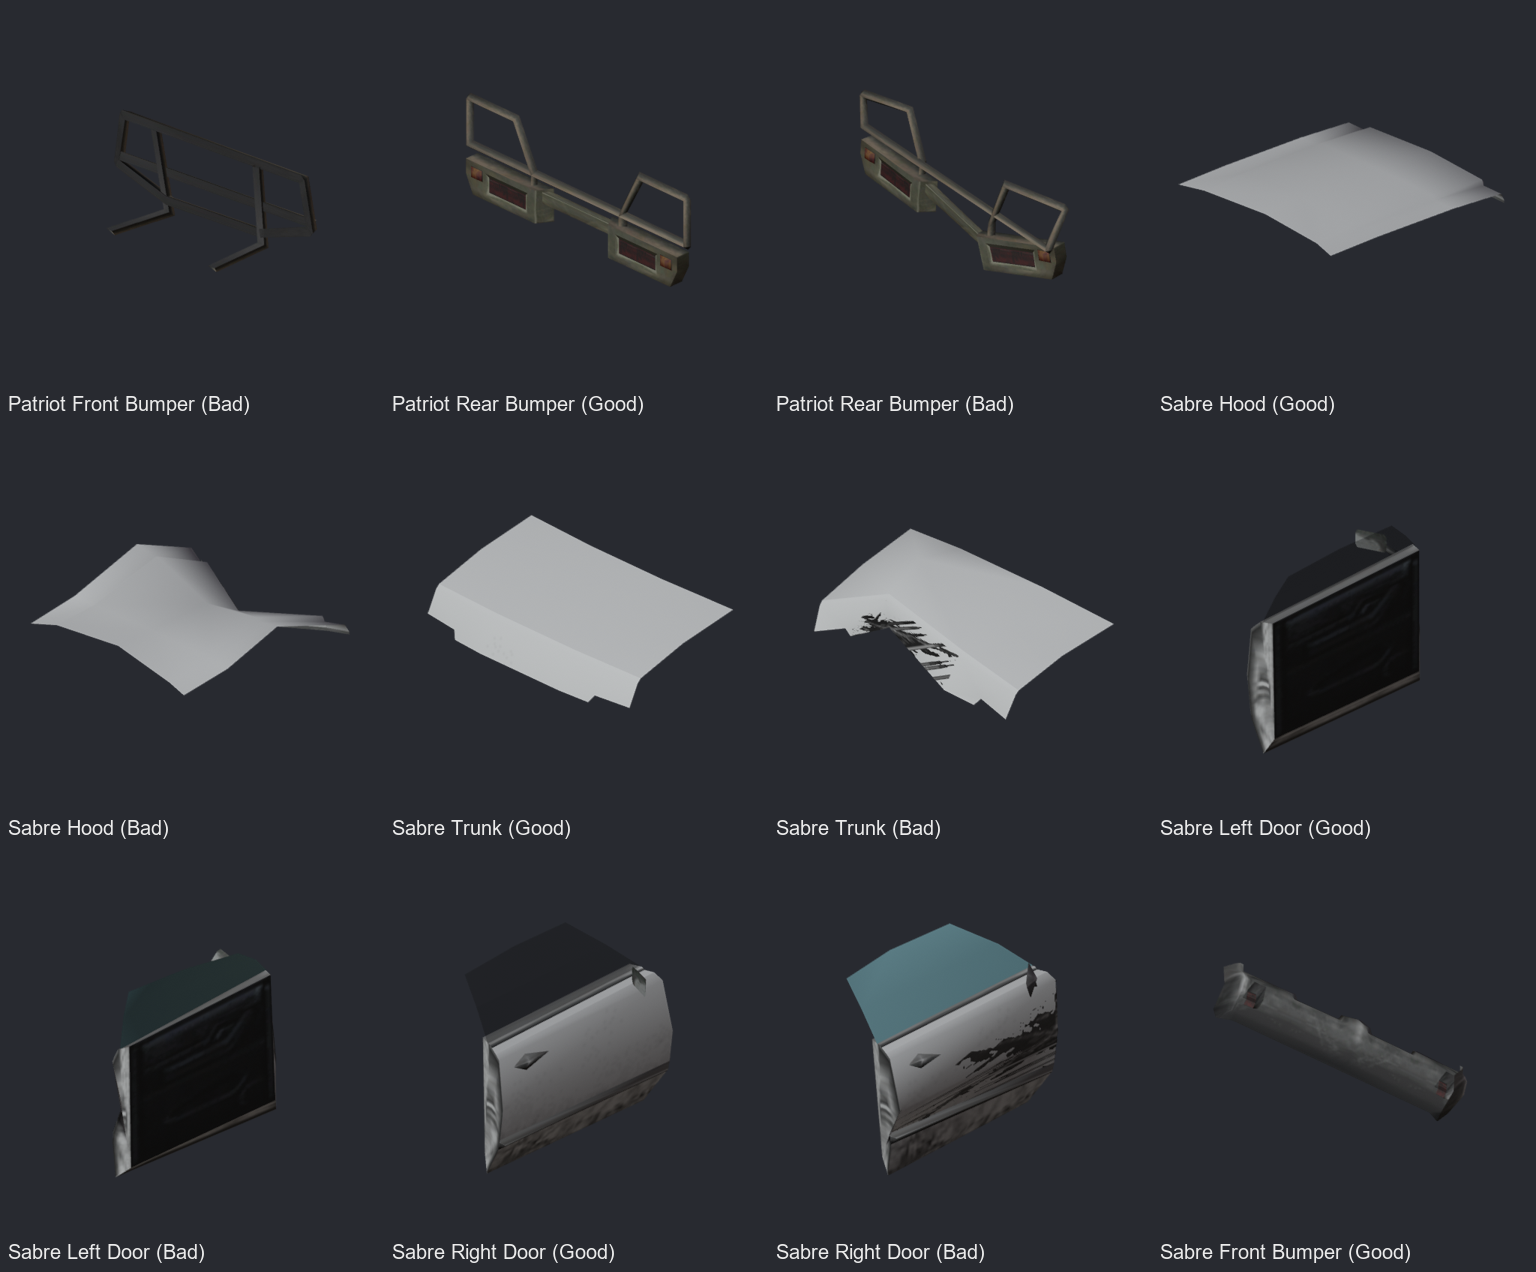 Patriot Front Bumper (Bad)
Patriot Rear Bumper (Good)
Patriot Rear Bumper (Bad)
Sabre Hood (Good)
Sabre Hood (Bad)
Sabre Trunk (Good)
Sabre Trunk (Bad)
Sabre Left Door (Good)
Sabre Left Door (Bad)
Sabre Right Door (Good)
Sabre Right Door (Bad)
Sabre Front Bumper (Good)